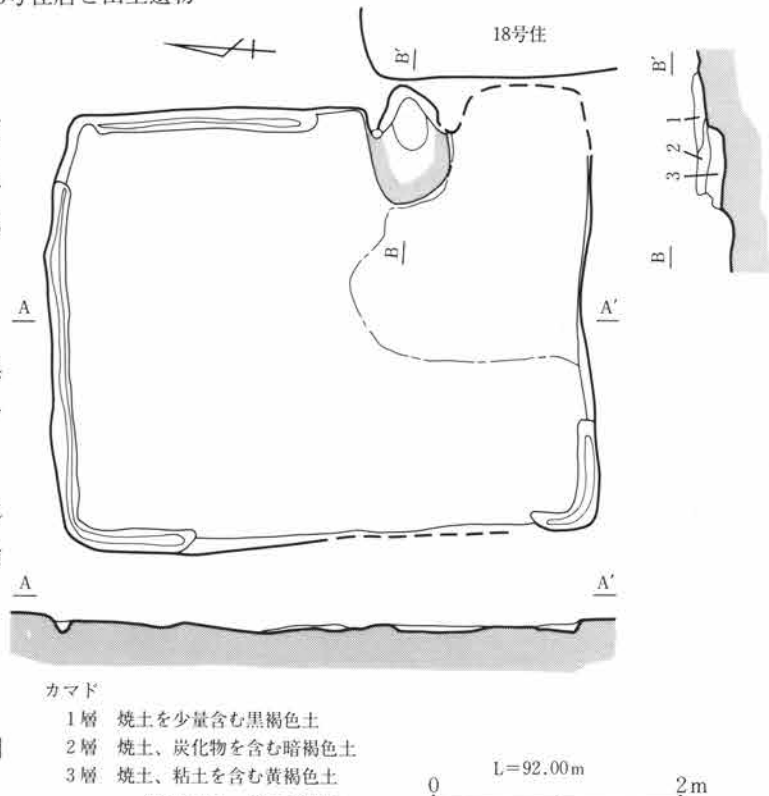 号住居と出土遺物
18号住
B'
B'
1
2
3
B
B
A
A'
A
A'
カマド
1層 焼土を少量含む黒褐色土
2層 焼土、炭化物を含む暗褐色土
3層 焼土、粘土を含む黄褐色土
L=92.00m
0
2m